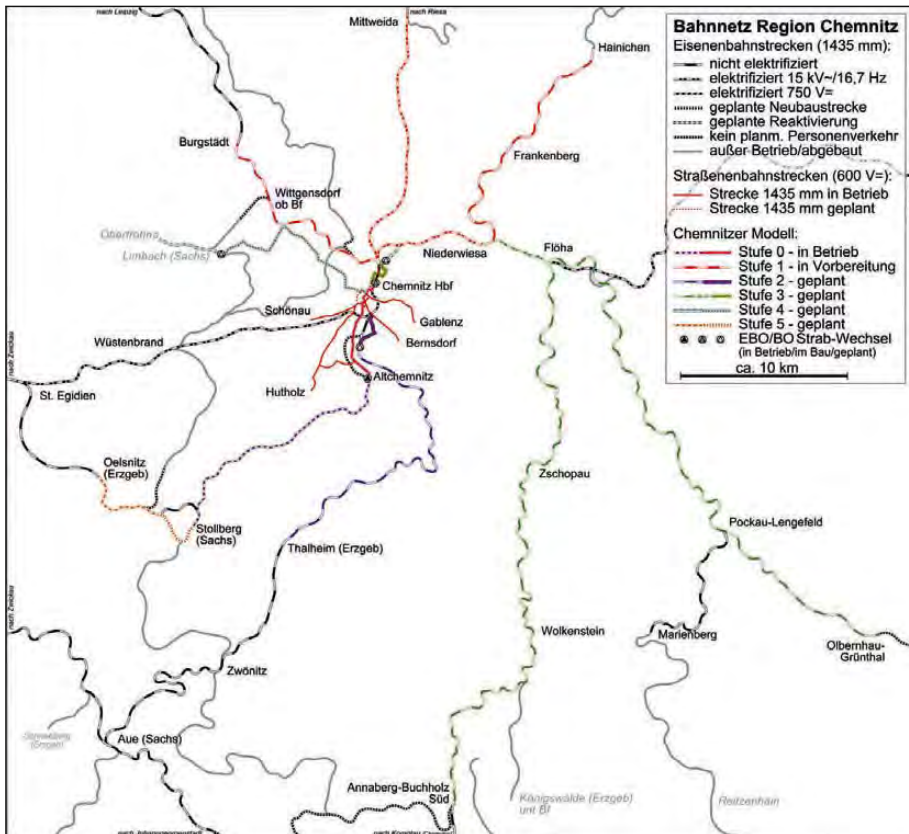 nach Leipzig
nach Riesa
Mittweida
Hainichen
Bahnnetz Region Chemnitz
Eisenenbahnstrecken (1435 mm):
nicht elektrifiziert
elektrifiziert 15 kV~/16,7 Hz
elektrifiziert 750 V=
geplante Neubaustrecke
geplante Reaktivierung
kein planm. Personenverkehr
außer Betrieb/abgebaut
Straßenenbahnstrecken (600 V=):
Strecke 1435 mm in Betrieb
Strecke 1435 mm geplant
Chemnitzer Modell:
Stufe 0 - in Betrieb
Stufe 1 - in Vorbereitung
Stufe 2 - geplant
Stufe 3 - geplant
Stufe 4 - geplant
Stufe 5 - geplant
EBO/BO Strab-Wechsel
(in Betrieb/im Bau/geplant)
ca. 10 km
Burgstädt
Frankenberg
Wittgensdorf
ob Bf
Oberfrohna
Limbach (Sachs)
Niederwiesa
Flöha
Chemnitz Hbf
Schönau
Gablenz
Wüstenbrand
Bernsdorf
nach Zwickau
Altchemnitz
St. Egidien
Hutholz
Oelsnitz
(Erzgeb)
Zschopau
Stollberg
(Sachs)
Pockau-Lengefeld
Thalheim (Erzgeb)
nach Zwickau
Wolkenstein
Marienberg
Olbernhau-
Grünthal
Zwönitz
Aue (Sachs)
Annaberg-Buchholz
Süd
Königswalde (Erzgeb)
unt Bf
Reitzenhain